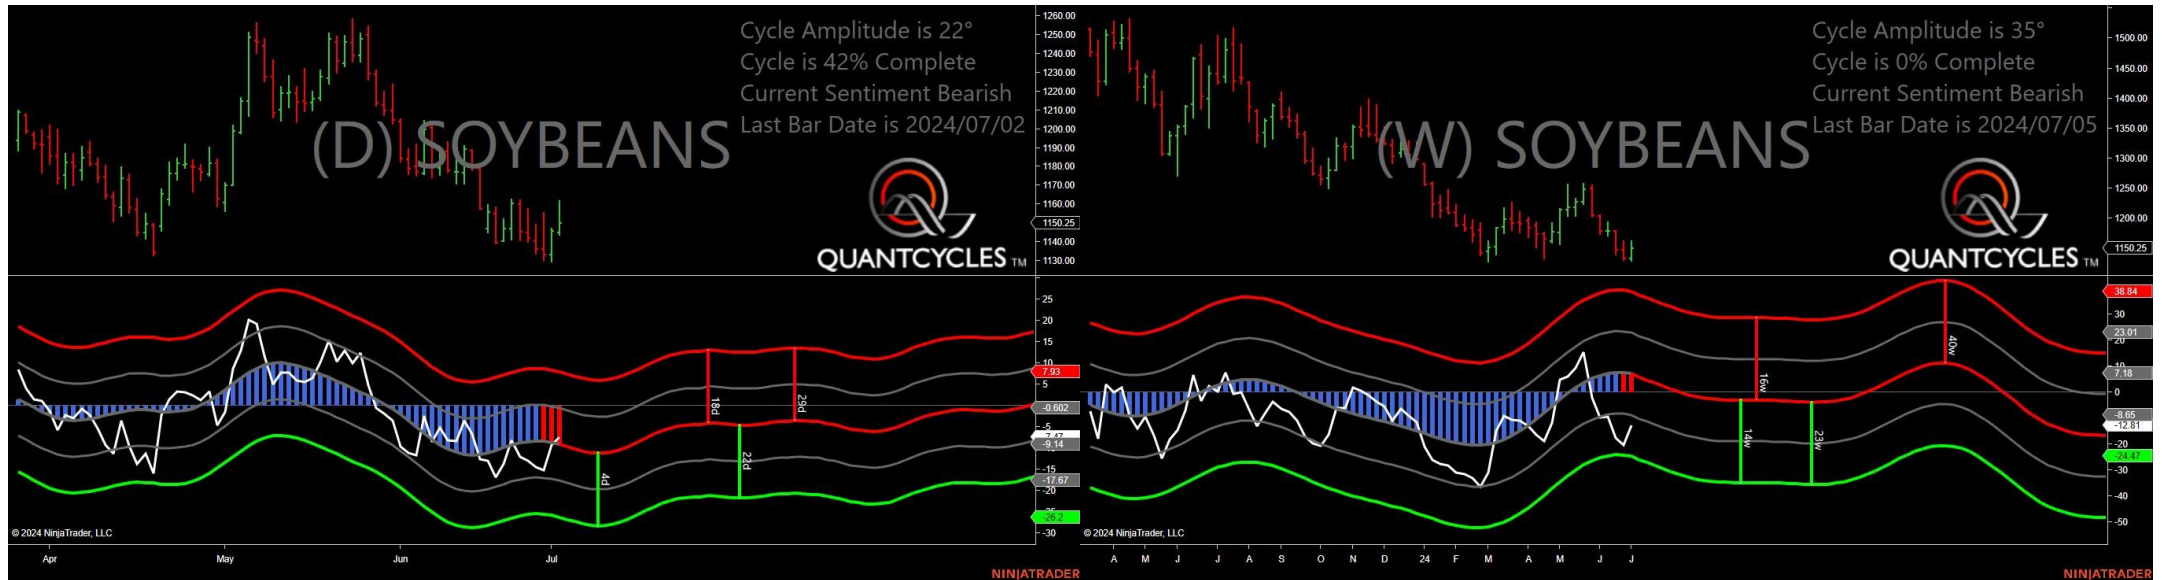 Cycle Amplitude is 22°
Cycle is 42% Complete
Current Sentiment Bearish
Last Bar Date is 2024/07/02
(D) SOYBEANS
QUANTCYCLES TM
1260.00
1250.00
1240.00
1230.00
1220.00
1210.00
1200.00
1190.00
1180.00
1170.00
1160.00
1150.25
1140.00
1130.00
25
20
15
10
7.93
5
-0.602
-5
-7.47
-9.14
-15
-17.67
-20
-26.2
-30
18d
29d
4d
22d
© 2024 NinjaTrader, LLC
Apr May Jun Jul
NINJATRADER
Cycle Amplitude is 35°
Cycle is 0% Complete
Current Sentiment Bearish
Last Bar Date is 2024/07/05
(W) SOYBEANS
QUANTCYCLES TM
1500.00
1450.00
1400.00
1350.00
1300.00
1250.00
1200.00
1150.25
38.84
30
23.01
20
10
7.18
0
-8.65
-12.81
-20
-24.47
-30
-40
-50
16w
40w
14w
23w
© 2024 NinjaTrader, LLC
A M J J A S O N D 24 F M A M J J
NINJATRADER